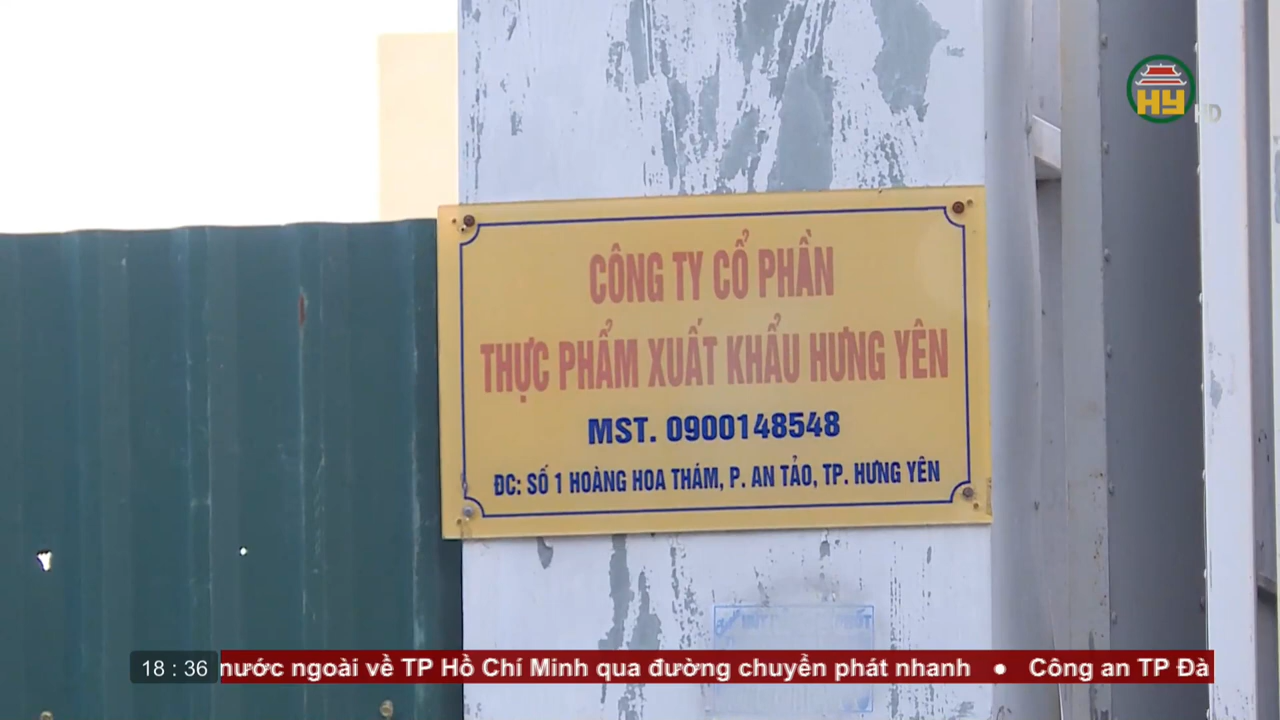 HY HD
CÔNG TY CỔ PHẦN
THỰC PHẨM XUẤT KHẨU HƯNG YÊN
MST. 0900148548
ĐC: SỐ 1 HOÀNG HOA THÁM, P. AN TẢO, TP. HƯNG YÊN
18 : 36 nước ngoài về TP Hồ Chí Minh qua đường chuyển phát nhanh ● Công an TP Đà